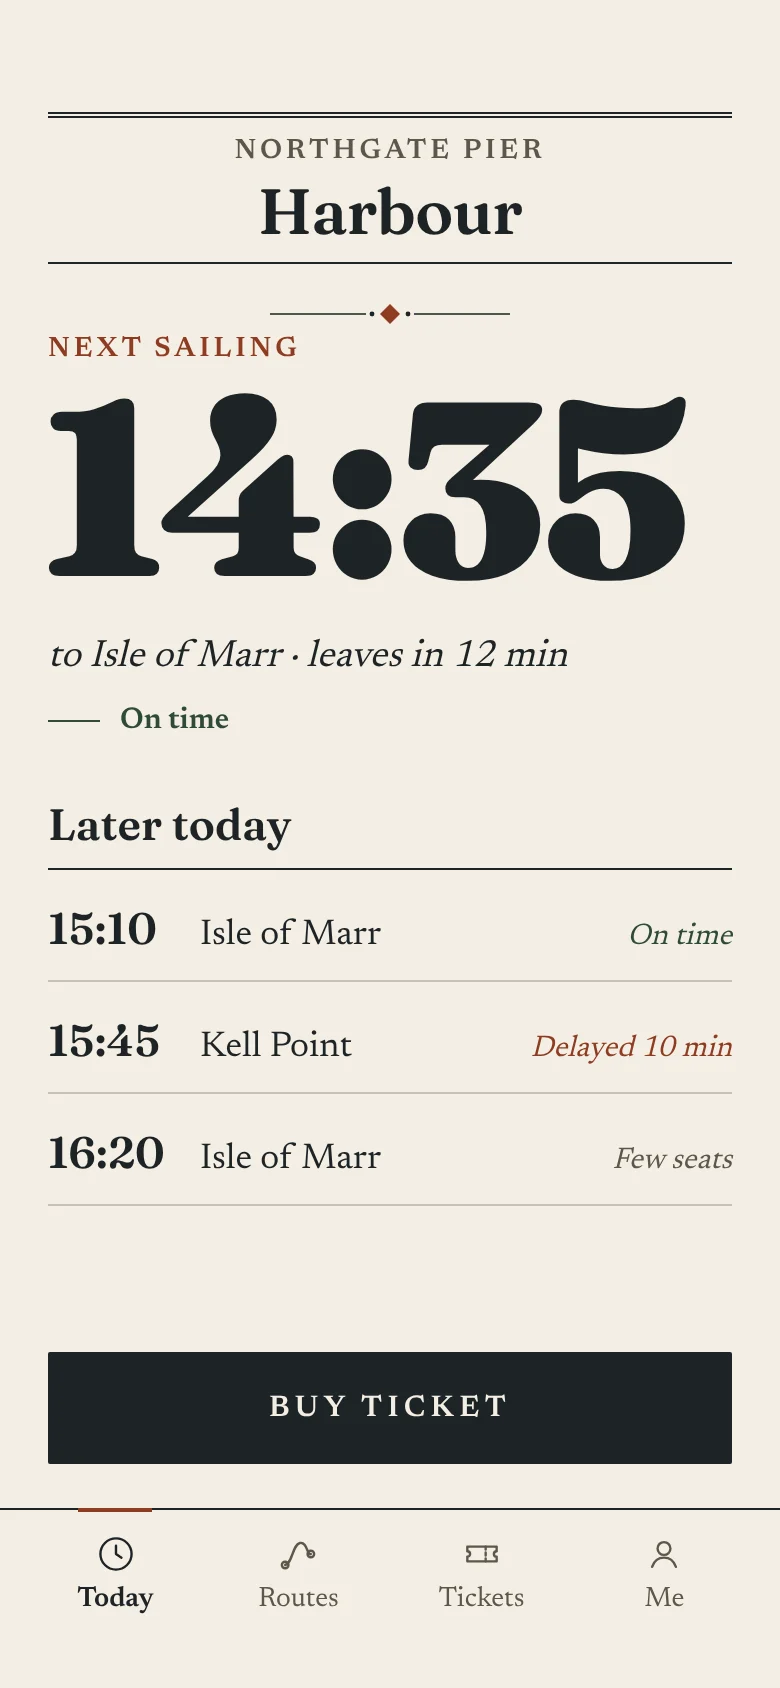 NORTHGATE PIER
Harbour
NEXT SAILING
14:35
to Isle of Marr · leaves in 12 min
On time
Later today
15:10 Isle of Marr On time
15:45 Kell Point Delayed 10 min
16:20 Isle of Marr Few seats
BUY TICKET
Today Routes Tickets Me